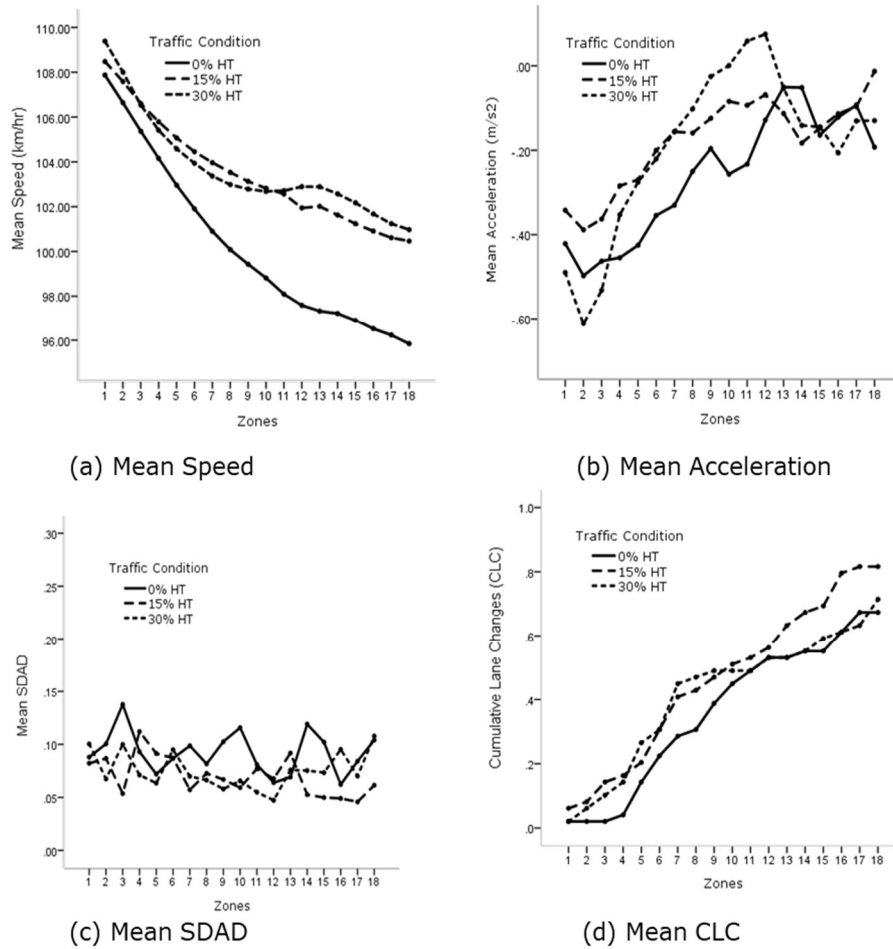 110.00
108.00
106.00
104.00
102.00
100.00
98.00
96.00
Mean Speed (km/hr)
Traffic Condition
0% HT
15% HT
30% HT
1 2 3 4 5 6 7 8 9 10 11 12 13 14 15 16 17 18
Zones
(a) Mean Speed
.00
-.20
-.40
-.60
Mean Acceleration (m/s2)
Traffic Condition
0% HT
15% HT
30% HT
1 2 3 4 5 6 7 8 9 10 11 12 13 14 15 16 17 18
Zones
(b) Mean Acceleration
.30
.25
.20
.15
.10
.05
.00
Mean SDAD
Traffic Condition
0% HT
15% HT
30% HT
1 2 3 4 5 6 7 8 9 10 11 12 13 14 15 16 17 18
Zones
(c) Mean SDAD
1.0
.8
.6
.4
.2
.0
Cumulative Lane Changes (CLC)
Traffic Condition
0% HT
15% HT
30% HT
1 2 3 4 5 6 7 8 9 10 11 12 13 14 15 16 17 18
Zones
(d) Mean CLC